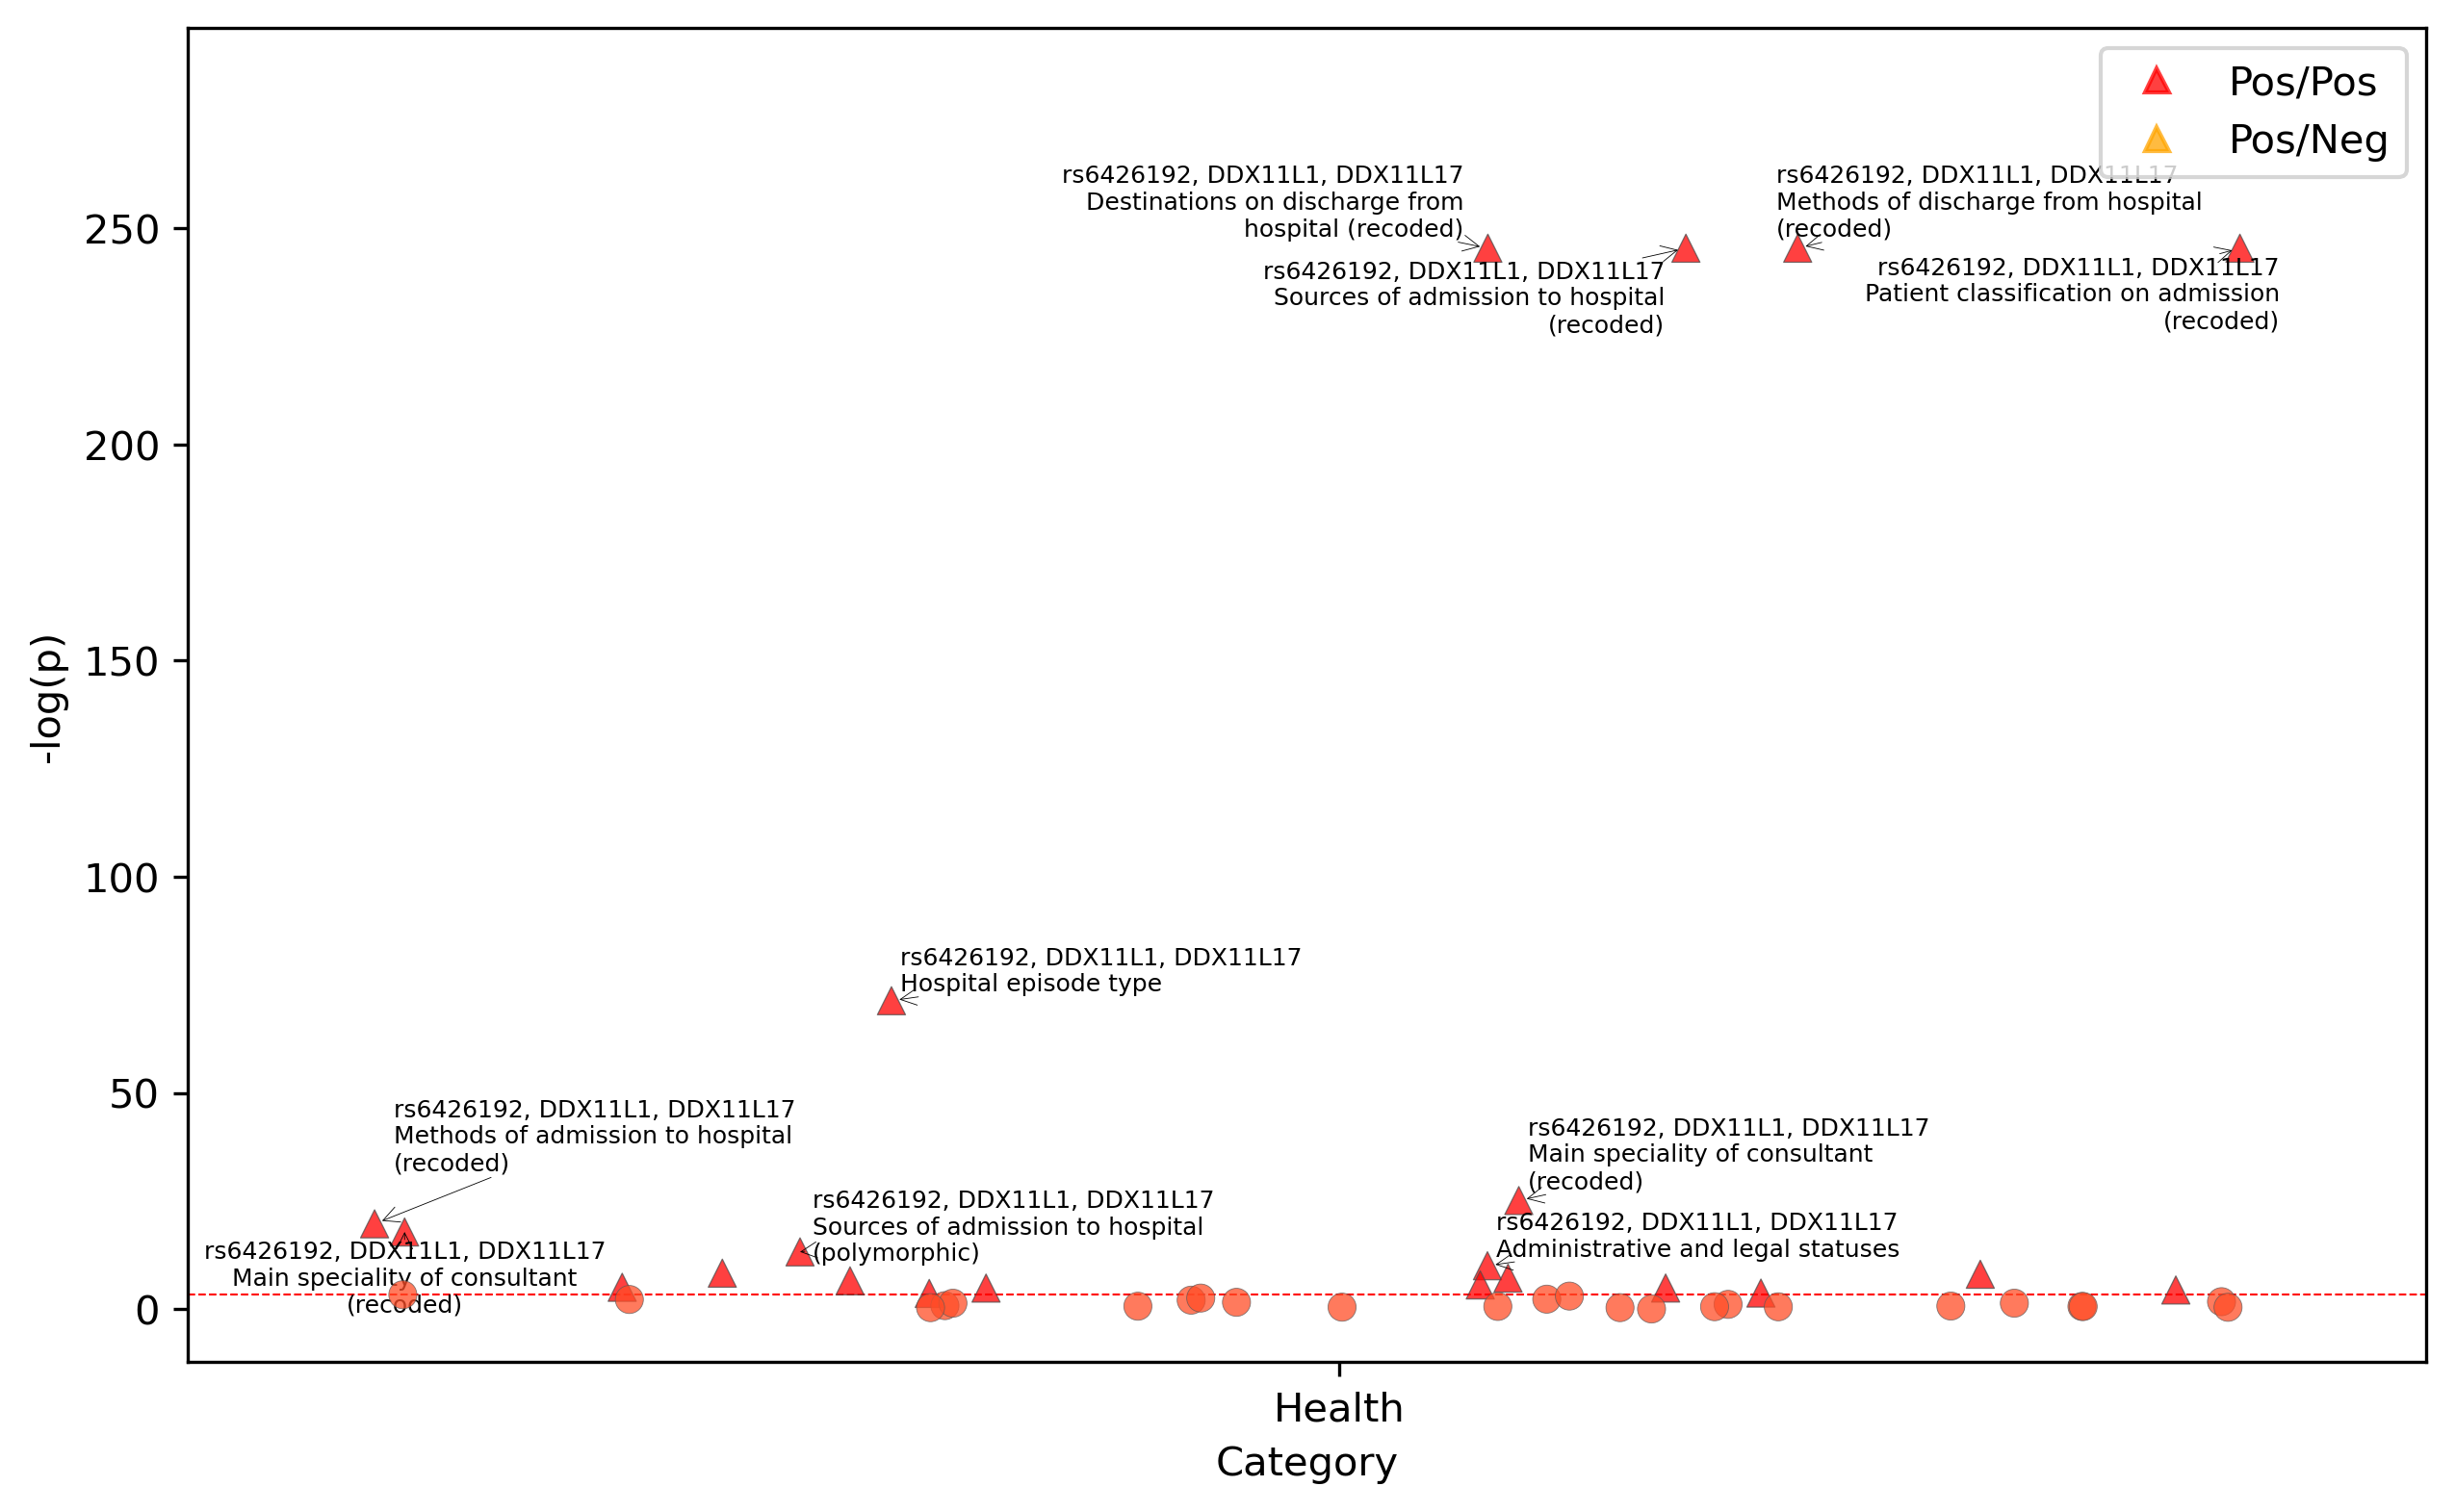 Pos/Pos
Pos/Neg
rs6426192, DDX11L1, DDX11L17
Destinations on discharge from
hospital (recoded)
rs6426192, DDX11L1, DDX11L17
Methods of discharge from hospital
(recoded)
rs6426192, DDX11L1, DDX11L17
Sources of admission to hospital
(recoded)
rs6426192, DDX11L1, DDX11L17
Patient classification on admission
(recoded)
rs6426192, DDX11L1, DDX11L17
Hospital episode type
rs6426192, DDX11L1, DDX11L17
Methods of admission to hospital
(recoded)
rs6426192, DDX11L1, DDX11L17
Main speciality of consultant
(recoded)
rs6426192, DDX11L1, DDX11L17
Sources of admission to hospital
(polymorphic)
rs6426192, DDX11L1, DDX11L17
Administrative and legal statuses
rs6426192, DDX11L1, DDX11L17
Main speciality of consultant
(recoded)
250
200
150
100
50
0
-log(p)
Health
Category